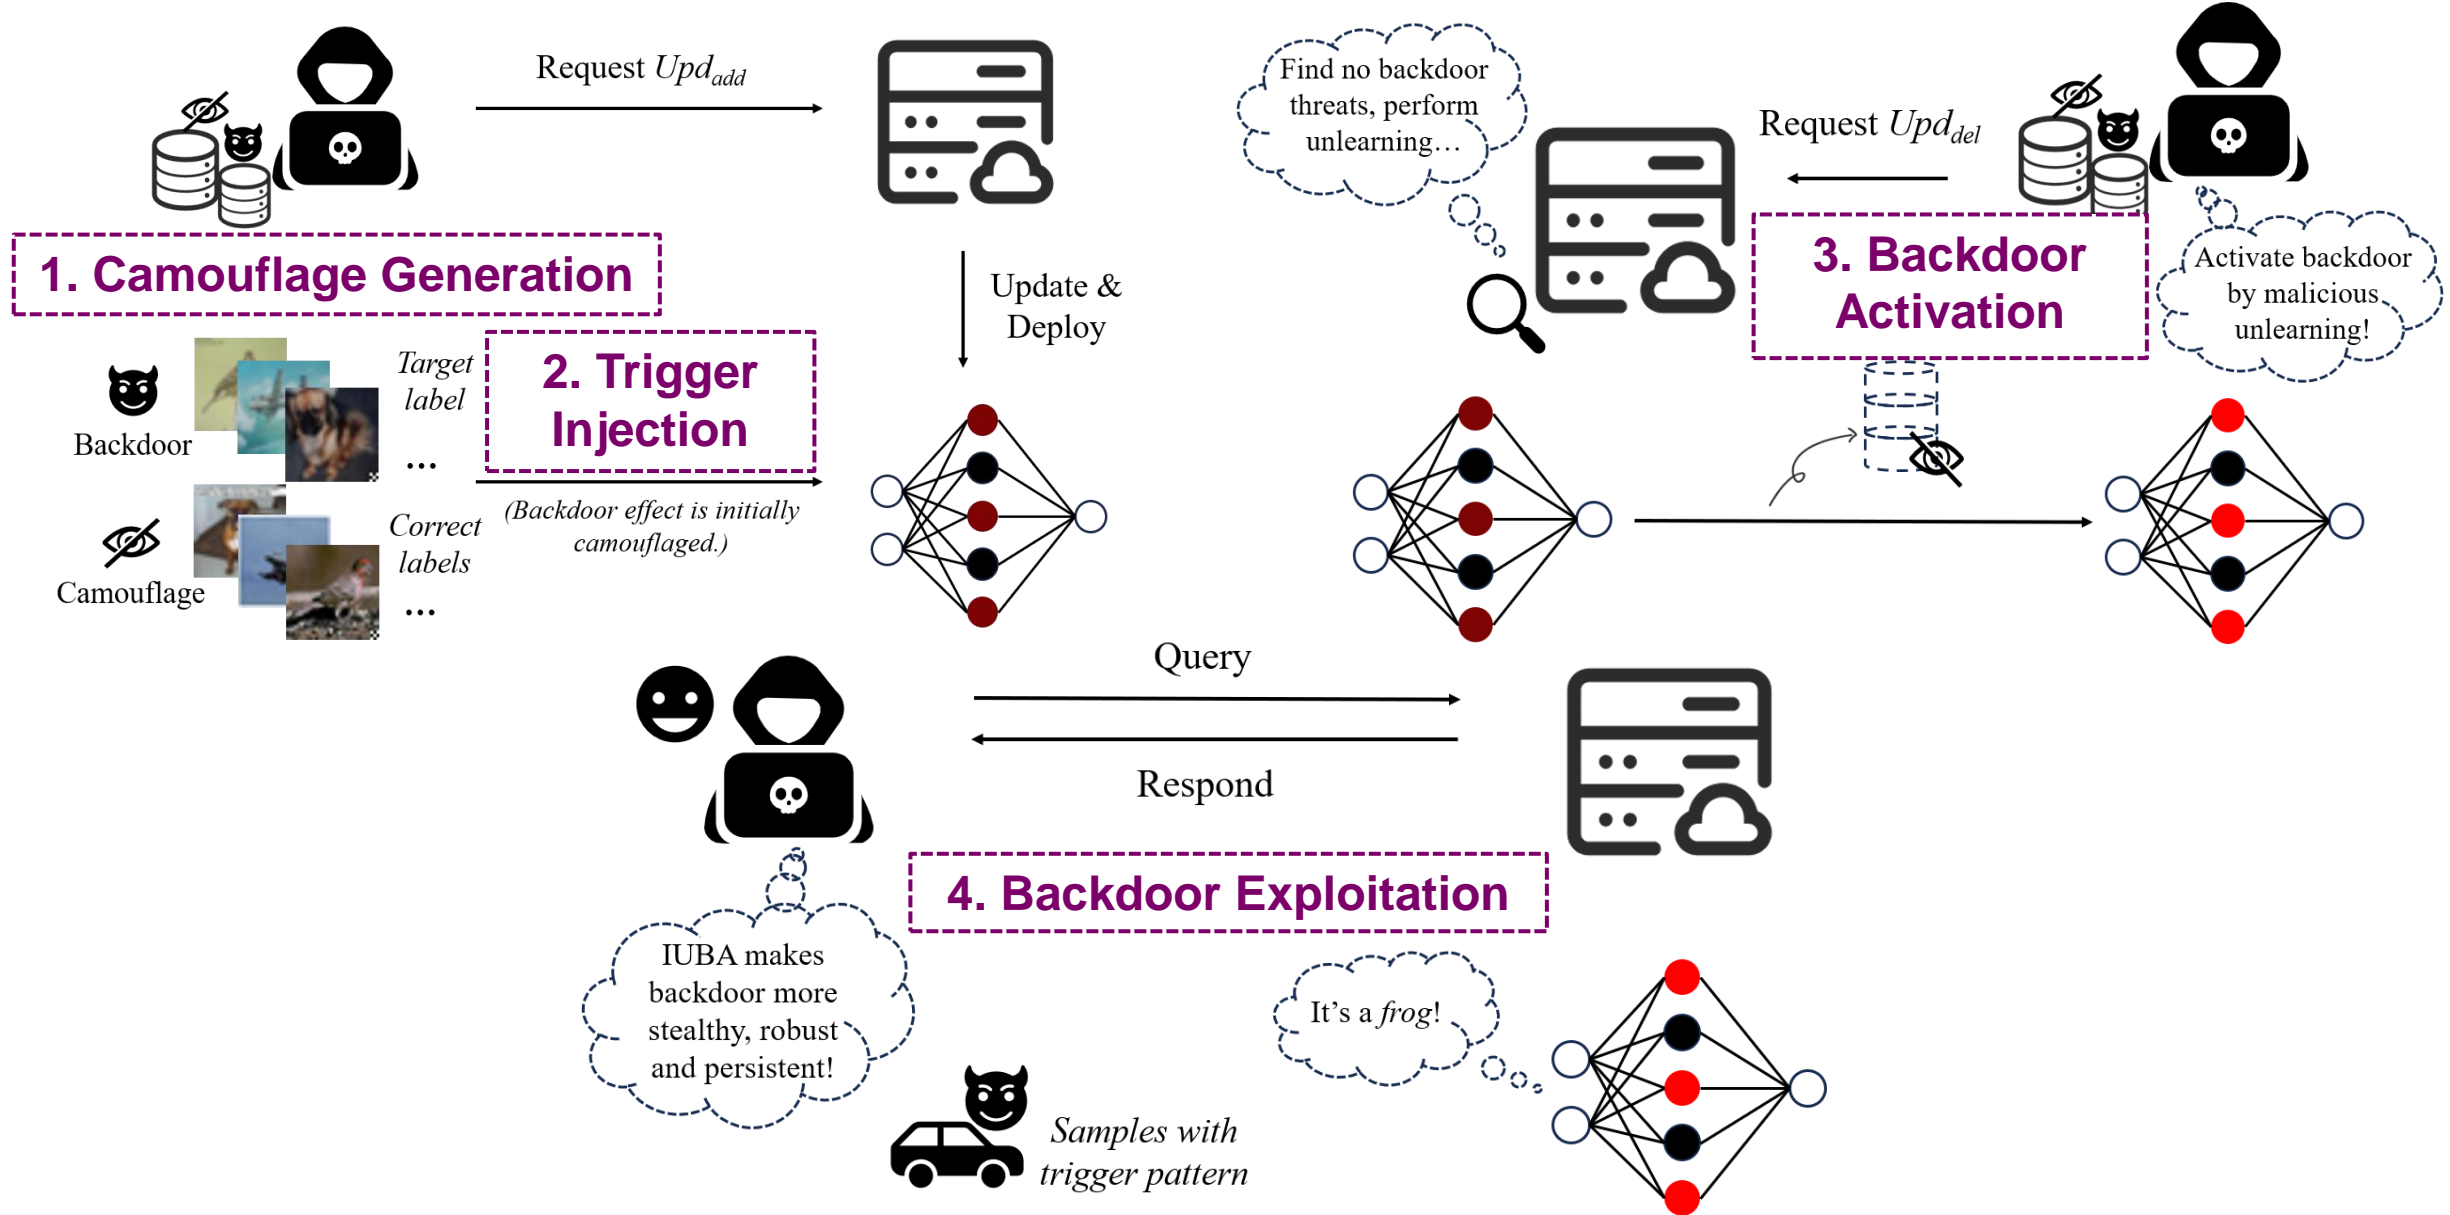 Request Upd_add
1. Camouflage Generation
Backdoor
Target
label
...
Camouflage
Correct
labels
...
2. Trigger
Injection
(Backdoor effect is initially
camouflaged.)
Update &
Deploy
Find no backdoor
threats, perform
unlearning…
Request Upd_del
3. Backdoor
Activation
Activate backdoor
by malicious
unlearning!
Query
Respond
4. Backdoor Exploitation
IUBA makes
backdoor more
stealthy, robust
and persistent!
Samples with
trigger pattern
It’s a frog!